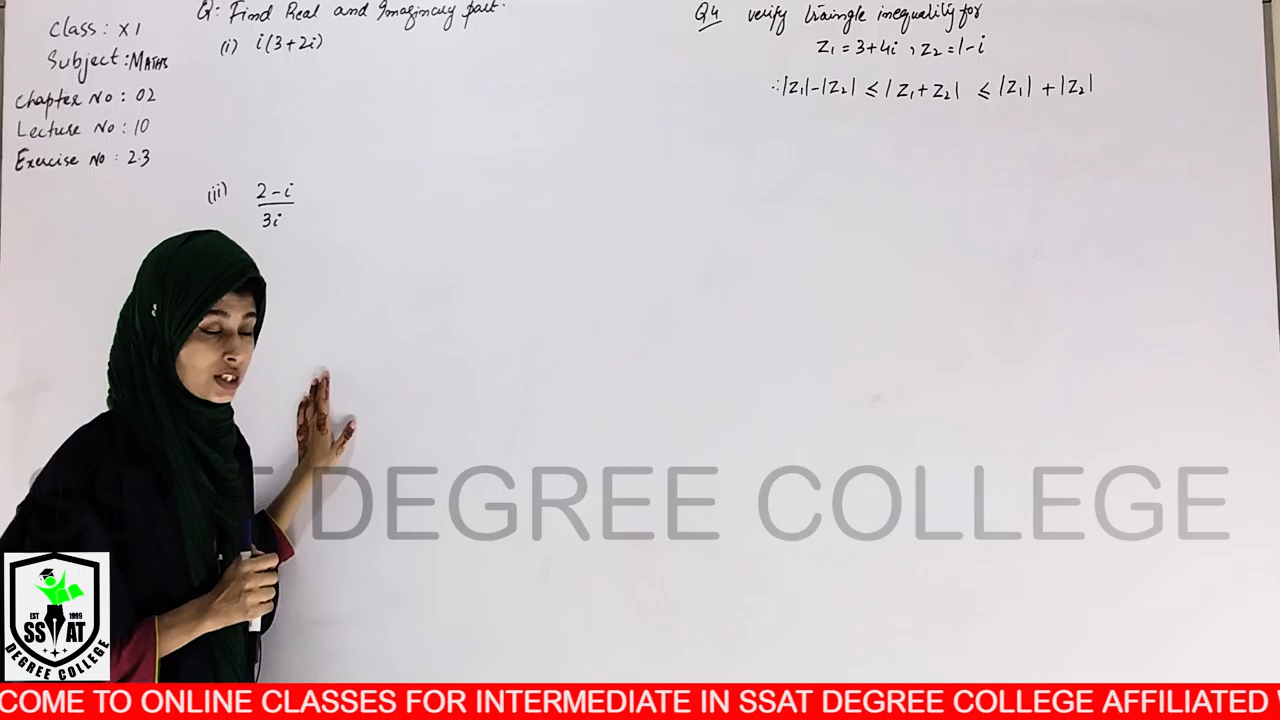 Class: XI
Subject: MATHS
Chapter No: 02
Lecture No: 10
Exercise No: 2.3
Q: Find Real and Imaginary part.
(i) i(3+2i)
(ii) 2-i
3i
Q4 verify traingle inequality for
Z₁ = 3+4i, Z₂ = 1-i
∴ |Z₁|-|Z₂| ≤ |Z₁+Z₂| ≤ |Z₁| + |Z₂|
DEGREE COLLEGE
EST 1999
SSAT
DEGREE COLLEGE
COME TO ONLINE CLASSES FOR INTERMEDIATE IN SSAT DEGREE COLLEGE AFFILIATED